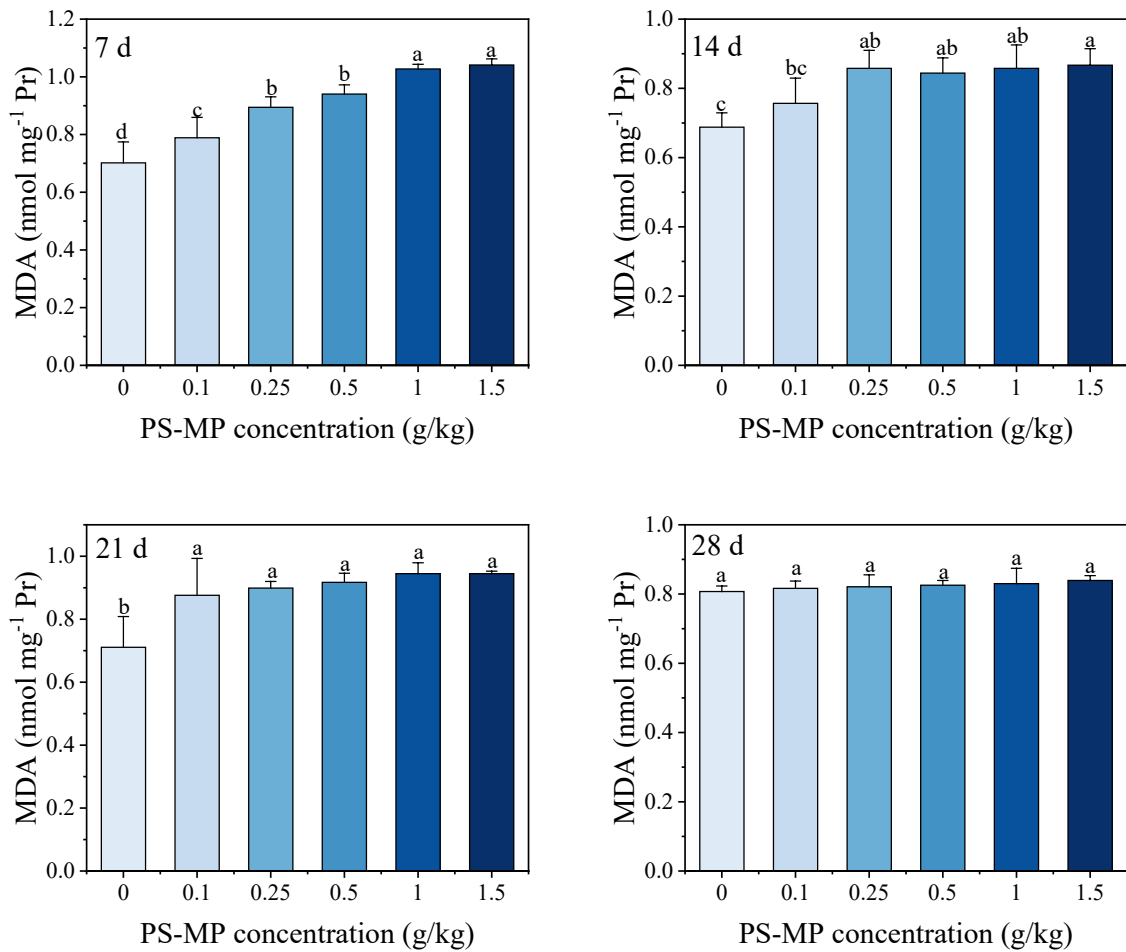 7 d
MDA (nmol mg⁻¹ Pr)
1.2
1.0
0.8
0.6
0.4
0.2
0.0
d
c
b
b
a
a
0 0.1 0.25 0.5 1 1.5
PS-MP concentration (g/kg)
14 d
MDA (nmol mg⁻¹ Pr)
1.0
0.8
0.6
0.4
0.2
0.0
c
bc
ab
ab
ab
a
0 0.1 0.25 0.5 1 1.5
PS-MP concentration (g/kg)
21 d
MDA (nmol mg⁻¹ Pr)
1.0
0.8
0.6
0.4
0.2
0.0
b
a
a
a
a
a
0 0.1 0.25 0.5 1 1.5
PS-MP concentration (g/kg)
28 d
MDA (nmol mg⁻¹ Pr)
1.0
0.8
0.6
0.4
0.2
0.0
a
a
a
a
a
a
0 0.1 0.25 0.5 1 1.5
PS-MP concentration (g/kg)